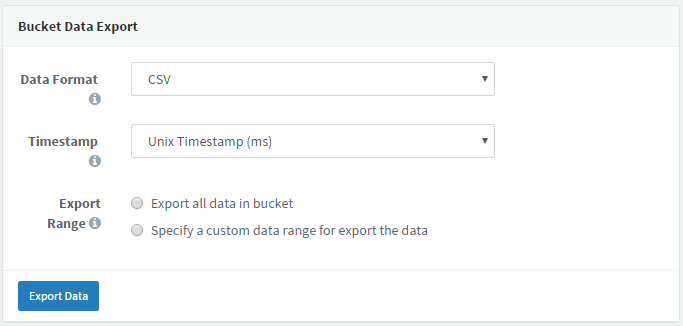 Bucket Data Export
Data Format
CSV
Timestamp
Unix Timestamp (ms)
Export
Range
Export all data in bucket
Specify a custom data range for export the data
Export Data